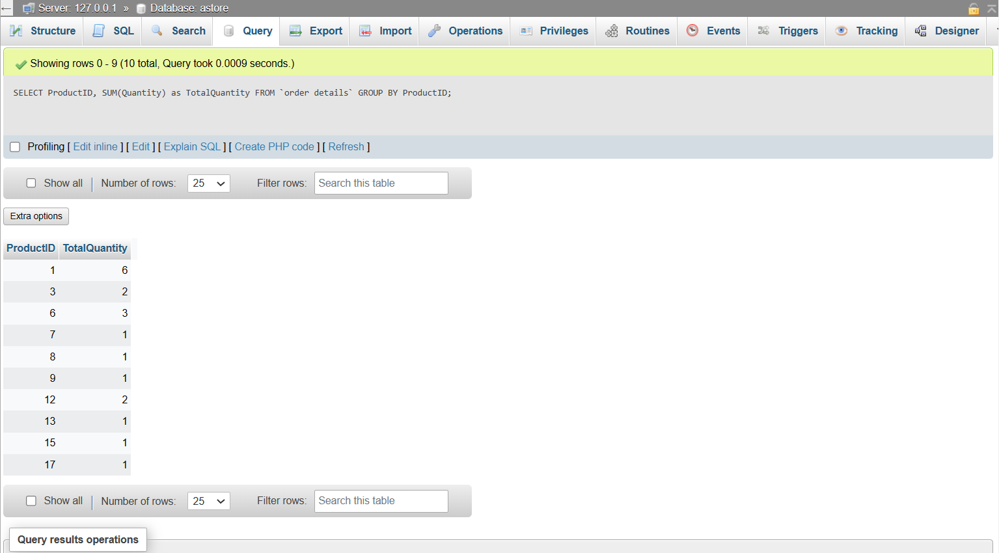 Server: 127.0.0.1 » Database: astore
Structure SQL Search Query Export Import Operations Privileges Routines Events Triggers Tracking Designer
Showing rows 0 - 9 (10 total, Query took 0.0009 seconds.)
SELECT ProductID, SUM(Quantity) as TotalQuantity FROM `order details` GROUP BY ProductID;
Profiling [ Edit inline ] [ Edit ] [ Explain SQL ] [ Create PHP code ] [ Refresh ]
Show all | Number of rows: 25 Filter rows: Search this table
Extra options
ProductID TotalQuantity
1 6
3 2
6 3
7 1
8 1
9 1
12 2
13 1
15 1
17 1
Show all | Number of rows: 25 Filter rows: Search this table
Query results operations